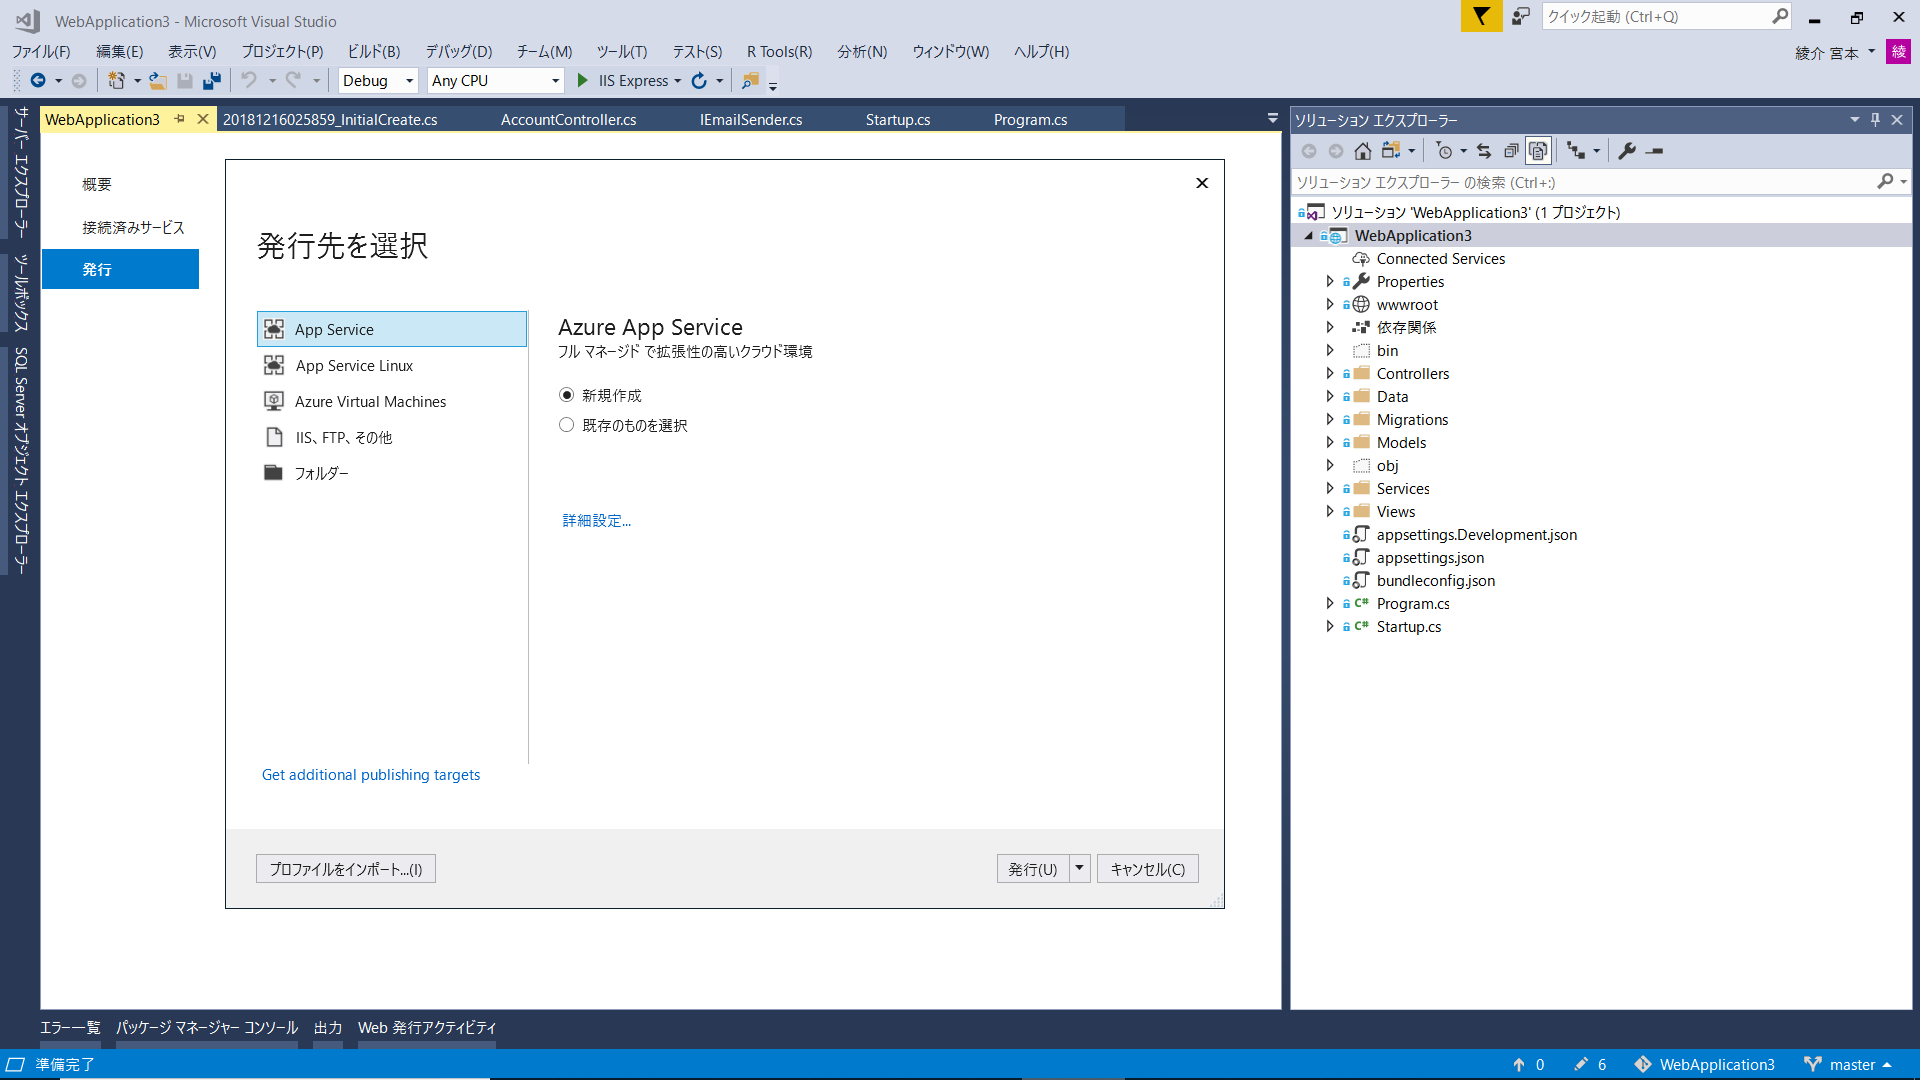 WebApplication3 - Microsoft Visual Studio
クイック起動 (Ctrl+Q)
ファイル(F) 編集(E) 表示(V) プロジェクト(P) ビルド(B) デバッグ(D) チーム(M) ツール(T) テスト(S) R Tools(R) 分析(N) ウィンドウ(W) ヘルプ(H)
綾介 宮本 綾
Debug Any CPU IIS Express
サーバー エクスプローラー
ツールボックス
SQL Server オブジェクト エクスプローラー
WebApplication3 20181216025859_InitialCreate.cs AccountController.cs IEmailSender.cs Startup.cs Program.cs
概要
接続済みサービス
発行
発行先を選択
App Service
App Service Linux
Azure Virtual Machines
IIS、FTP、その他
フォルダー
Get additional publishing targets
Azure App Service
フル マネージド で拡張性の高いクラウド環境
新規作成
既存のものを選択
詳細設定...
プロファイルをインポート...(I)
発行(U)
キャンセル(C)
ソリューション エクスプローラー
ソリューション エクスプローラー の検索 (Ctrl+:)
ソリューション 'WebApplication3' (1 プロジェクト)
WebApplication3
Connected Services
Properties
wwwroot
依存関係
bin
Controllers
Data
Migrations
Models
obj
Services
Views
appsettings.Development.json
appsettings.json
bundleconfig.json
C# Program.cs
C# Startup.cs
エラー一覧 パッケージ マネージャー コンソール 出力 Web 発行アクティビティ
準備完了
0 6 WebApplication3 master